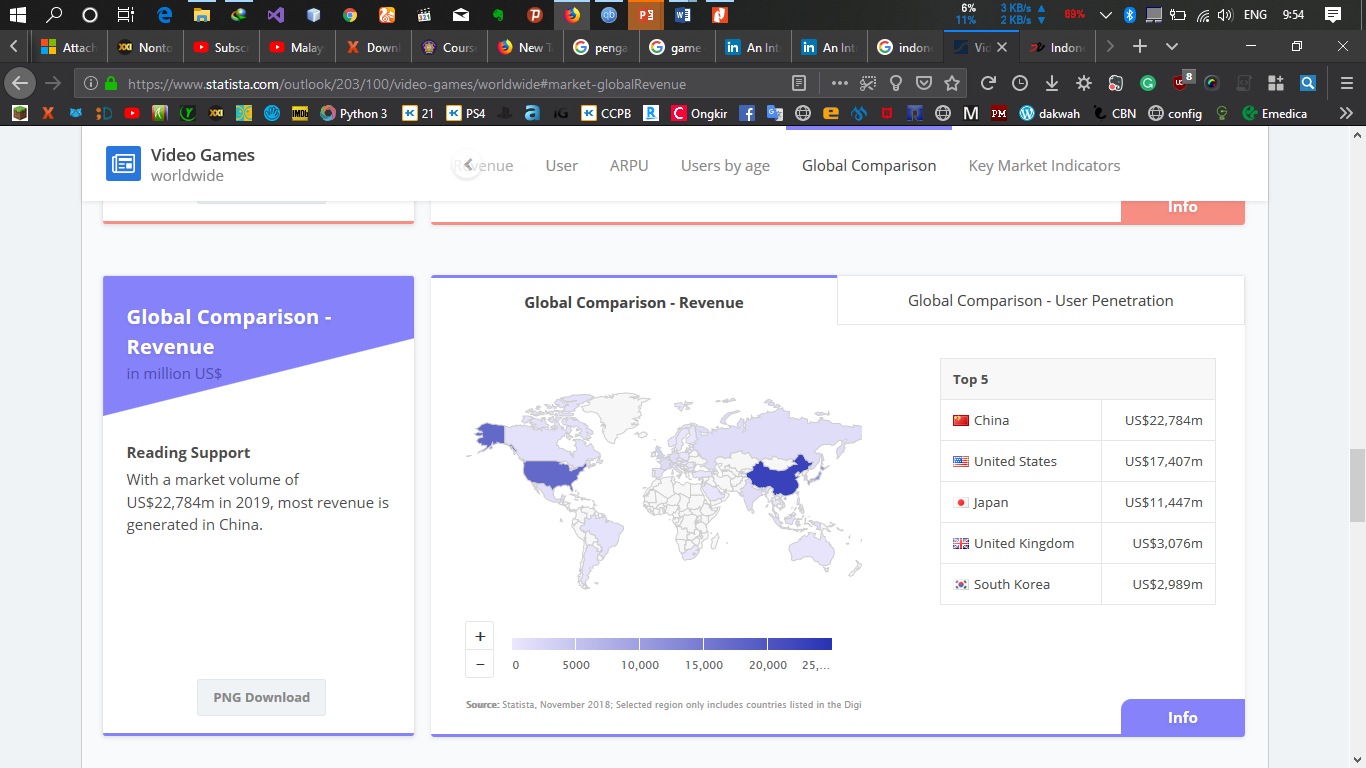 6%
11%
3 KB/s
2 KB/s
69%
ENG
9:54
Attach
Nonto
Subsc
Malay
Downl
Course
New T
penga
game
An Int
An Int
indone
Vid
Indone
https://www.statista.com/outlook/203/100/video-games/worldwide#market-globalRevenue
8
Python 3
21
PS4
iG
CCPB
Ongkir
dakwah
CBN
config
Emedica
Video Games
worldwide
Revenue
User
ARPU
Users by age
Global Comparison
Key Market Indicators
Info
Global Comparison -
Revenue
in million US$
Reading Support
With a market volume of
US$22,784m in 2019, most revenue is
generated in China.
PNG Download
Global Comparison - Revenue
Global Comparison - User Penetration
Top 5
China US$22,784m
United States US$17,407m
Japan US$11,447m
United Kingdom US$3,076m
South Korea US$2,989m
+
−
0 5000 10,000 15,000 20,000 25,...
Source: Statista, November 2018; Selected region only includes countries listed in the Digi
Info